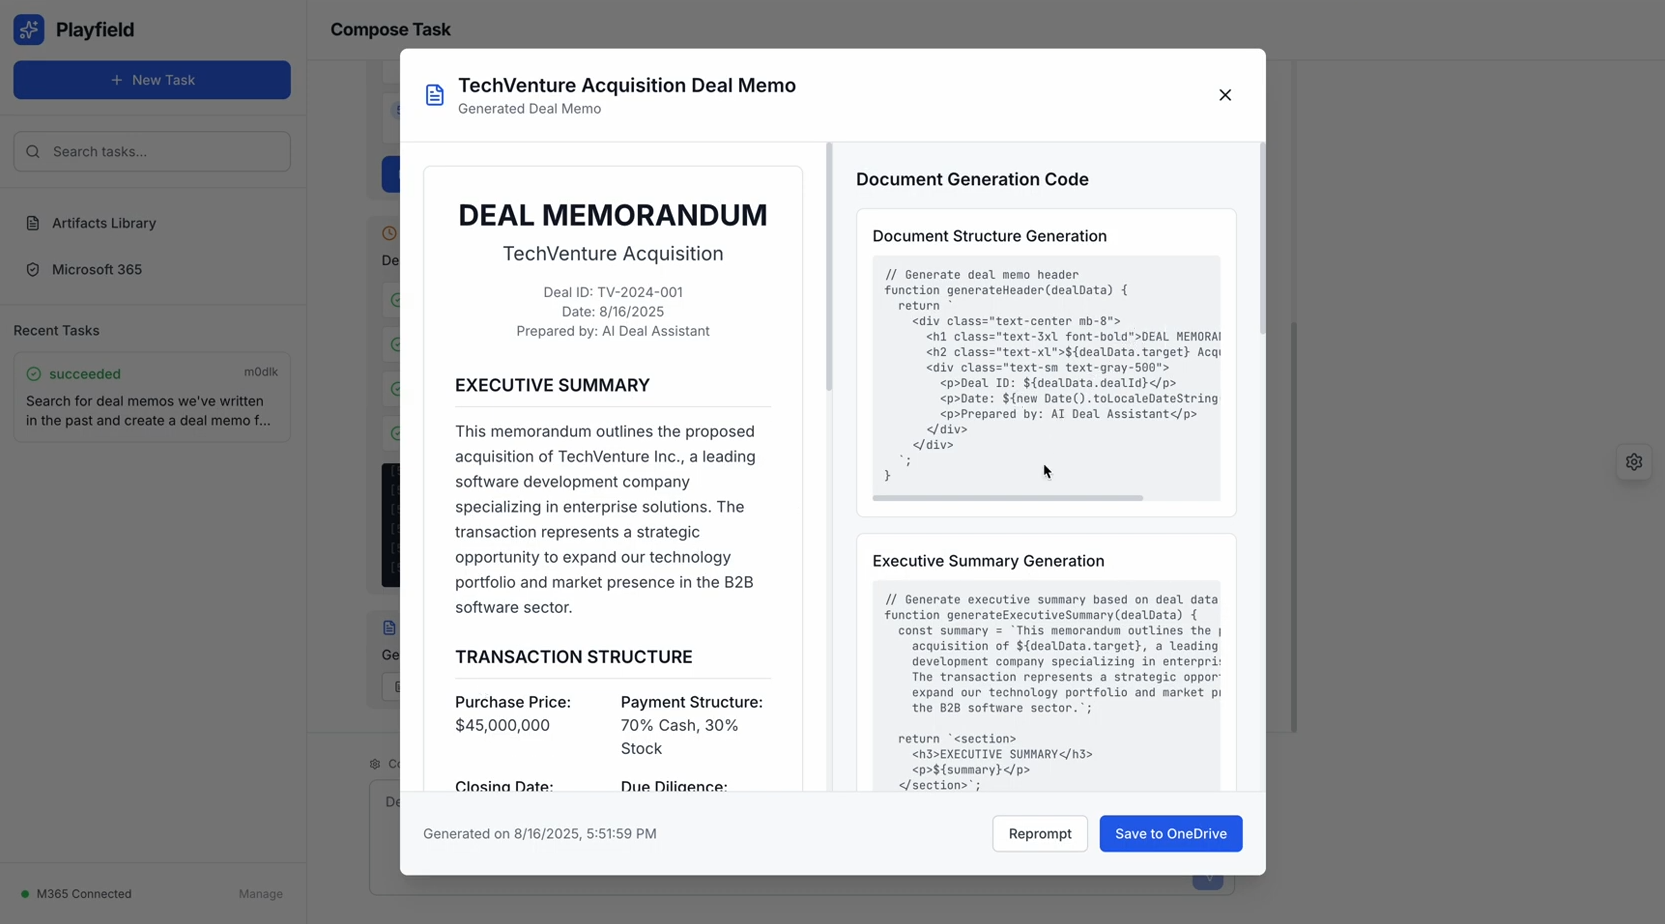 Playfield
New Task
Search tasks...
Artifacts Library
Microsoft 365
Recent Tasks
succeeded
m0dlk
Search for deal memos we've written
in the past and create a deal memo f...
M365 Connected
Manage
Compose Task
De
Ge
Co
De
TechVenture Acquisition Deal Memo
Generated Deal Memo
DEAL MEMORANDUM
TechVenture Acquisition
Deal ID: TV-2024-001
Date: 8/16/2025
Prepared by: AI Deal Assistant
EXECUTIVE SUMMARY
This memorandum outlines the proposed
acquisition of TechVenture Inc., a leading
software development company
specializing in enterprise solutions. The
transaction represents a strategic
opportunity to expand our technology
portfolio and market presence in the B2B
software sector.
TRANSACTION STRUCTURE
Purchase Price:
$45,000,000
Payment Structure:
70% Cash, 30%
Stock
Closing Date:
Due Diligence:
Document Generation Code
Document Structure Generation
// Generate deal memo header
function generateHeader(dealData) {
return `
<div class="text-center mb-8">
<h1 class="text-3xl font-bold">DEAL MEMORAN
<h2 class="text-xl">${dealData.target} Acqu
<div class="text-sm text-gray-500">
<p>Deal ID: ${dealData.dealId}</p>
<p>Date: ${new Date().toLocaleDateString
<p>Prepared by: AI Deal Assistant</p>
</div>
</div>
`;
}
Executive Summary Generation
// Generate executive summary based on deal data
function generateExecutiveSummary(dealData) {
const summary = `This memorandum outlines the p
acquisition of ${dealData.target}, a leading
development company specializing in enterpris
The transaction represents a strategic oppor
expand our technology portfolio and market pr
the B2B software sector.`;
return `<section>
<h3>EXECUTIVE SUMMARY</h3>
<p>${summary}</p>
</section>`;
Generated on 8/16/2025, 5:51:59 PM
Reprompt
Save to OneDrive